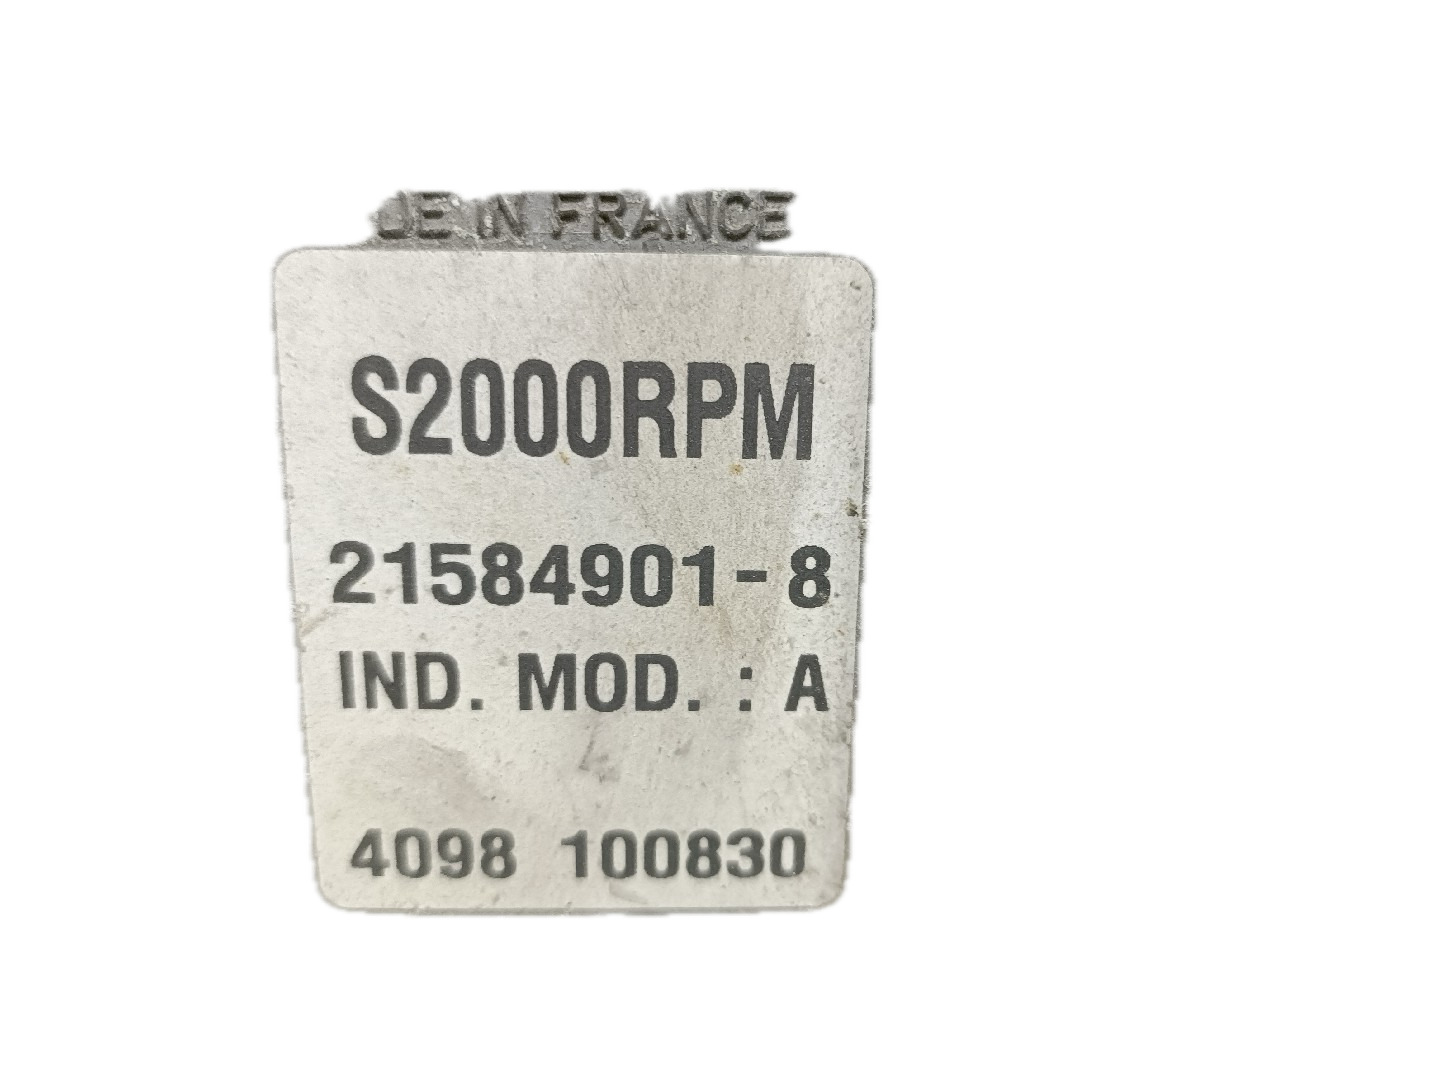 DE IN FRANCE
S2000RPM
21584901-8
IND. MOD. : A
4098 100830